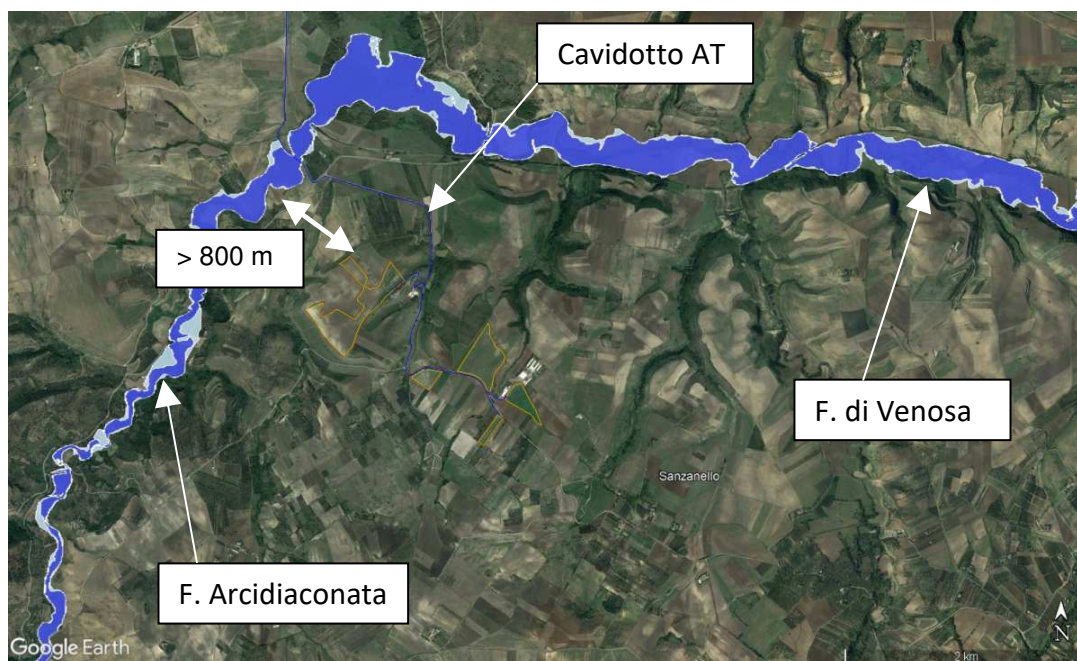 Cavidotto AT
> 800 m
F. di Venosa
Sanzanello
F. Arcidiaconata
Google Earth
N
2 km